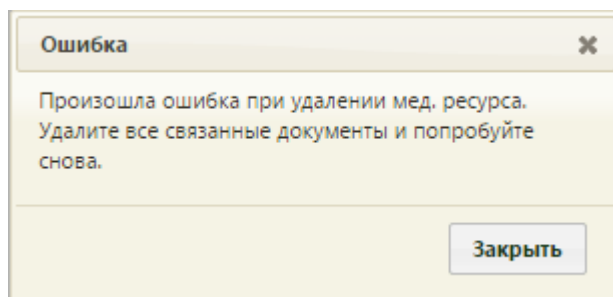 Ошибка
Произошла ошибка при удалении мед. ресурса.
Удалите все связанные документы и попробуйте
снова.
Закрыть